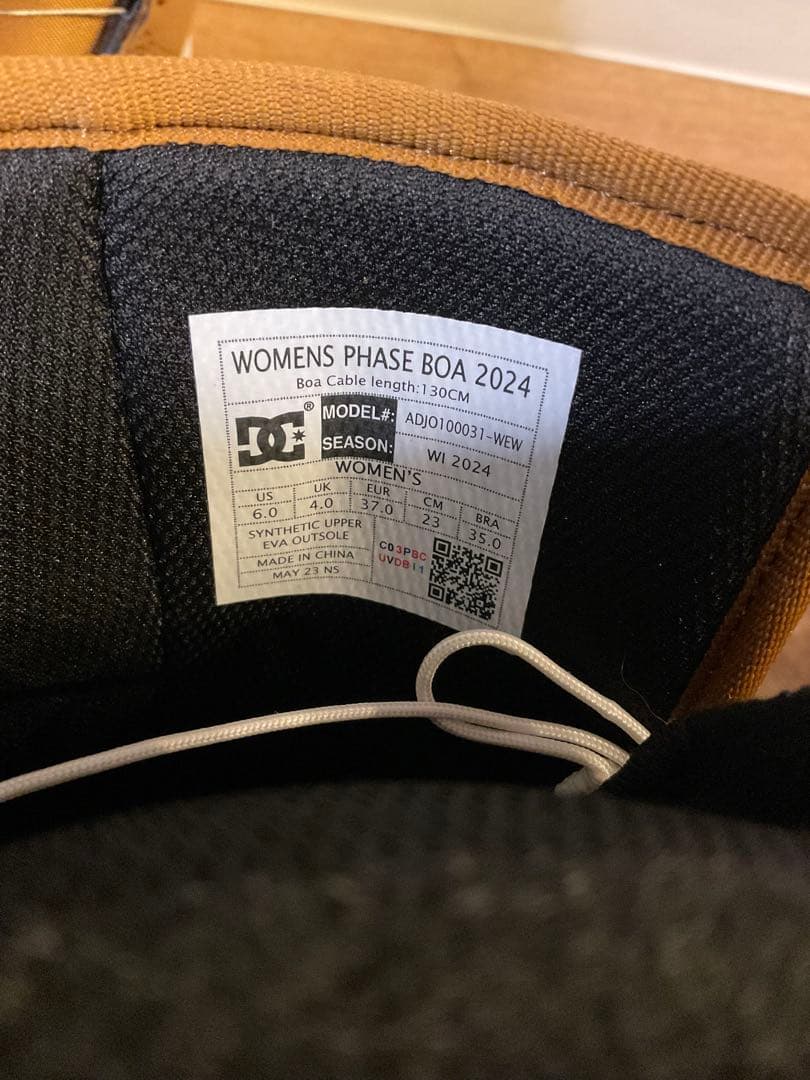 WOMENS PHASE BOA 2024
Boa Cable length:130CM
DC ®
MODEL#: ADJO100031-WEW
SEASON: WI 2024
WOMEN'S
US UK EUR CM BRA
6.0 4.0 37.0 23 35.0
SYNTHETIC UPPER
EVA OUTSOLE
MADE IN CHINA
MAY 23 NS
C03PBC
UVDBI1